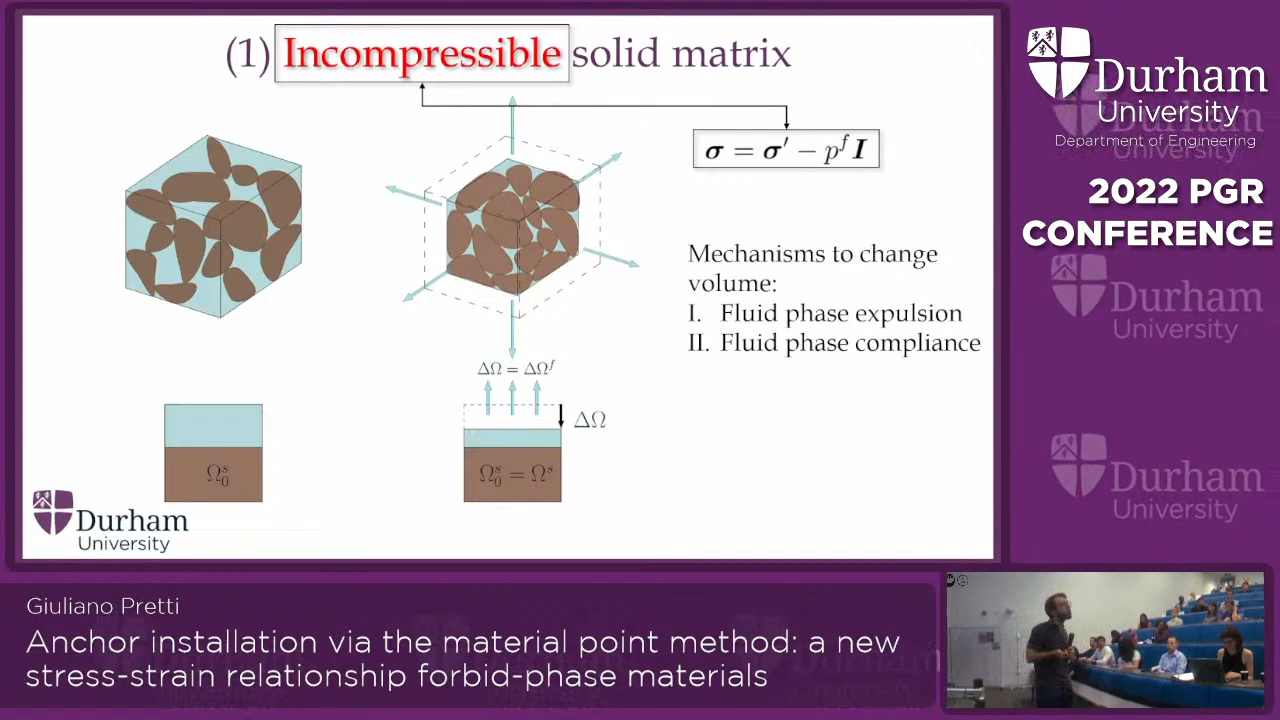 (1) Incompressible solid matrix
σ = σ′ − p^f I
Mechanisms to change
volume:
I. Fluid phase expulsion
II. Fluid phase compliance
ΔΩ = ΔΩ^f
ΔΩ
Ω_0^s
Ω_0^s = Ω^s
Durham
University
Durham
University
Department of Engineering
2022 PGR
CONFERENCE
Durham
University
Durham
University
Giuliano Pretti
Anchor installation via the material point method: a new
stress-strain relationship forbid-phase materials